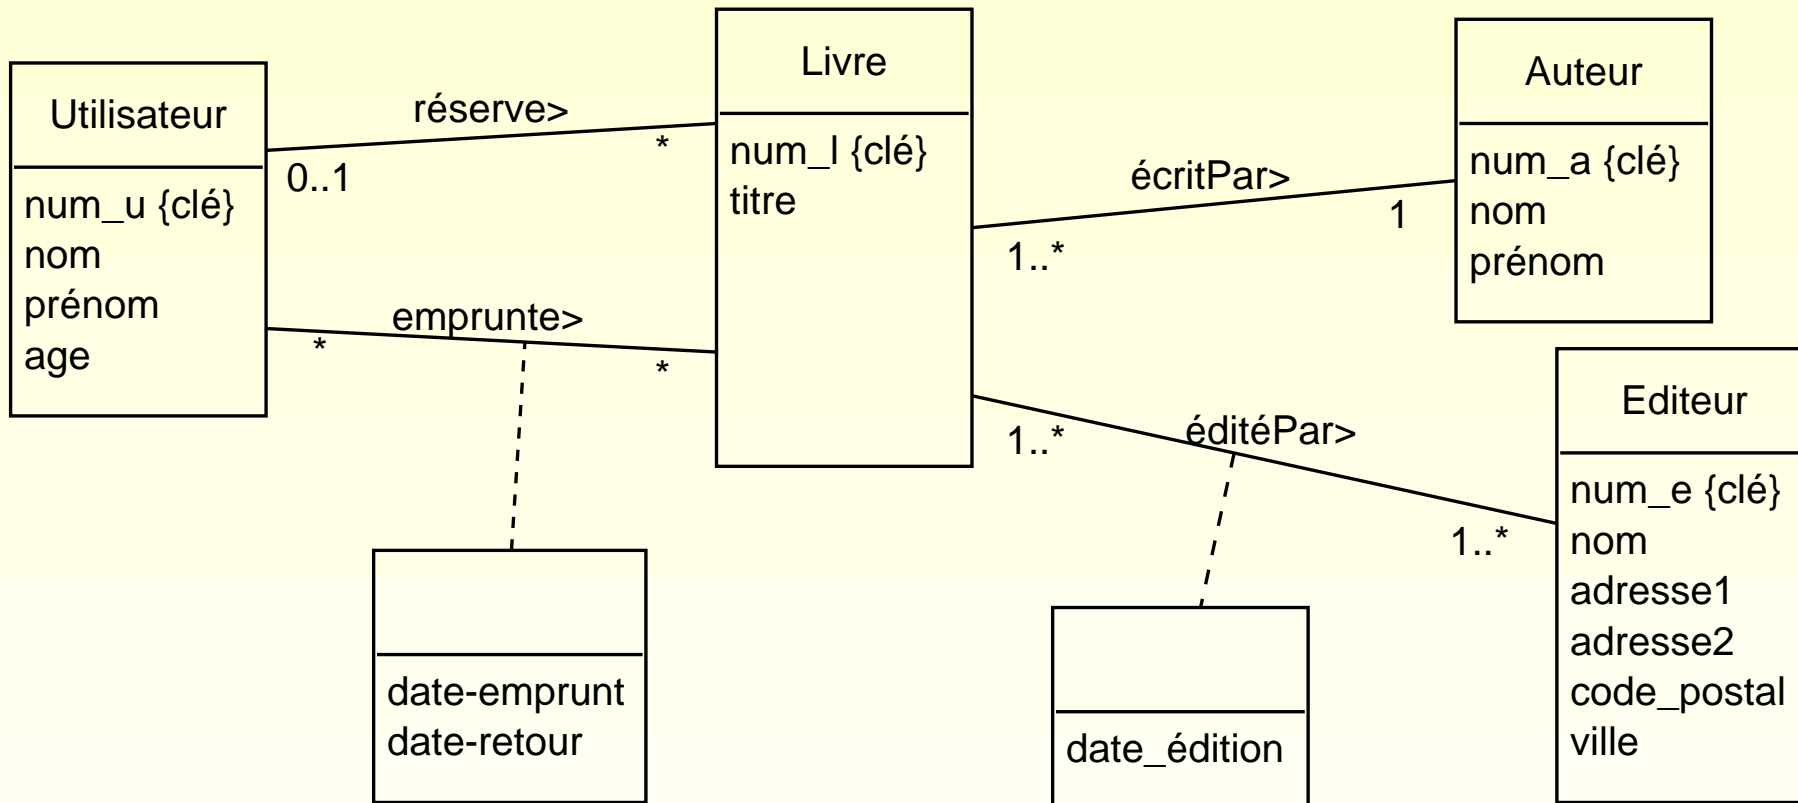 Utilisateur
num_u {clé}
nom
prénom
age
réserve>
0..1
*
emprunte>
*
*
Livre
num_l {clé}
titre
écritPar>
1..*
1
Auteur
num_a {clé}
nom
prénom
éditéPar>
1..*
1..*
Editeur
num_e {clé}
nom
adresse1
adresse2
code_postal
ville
date-emprunt
date-retour
date_édition